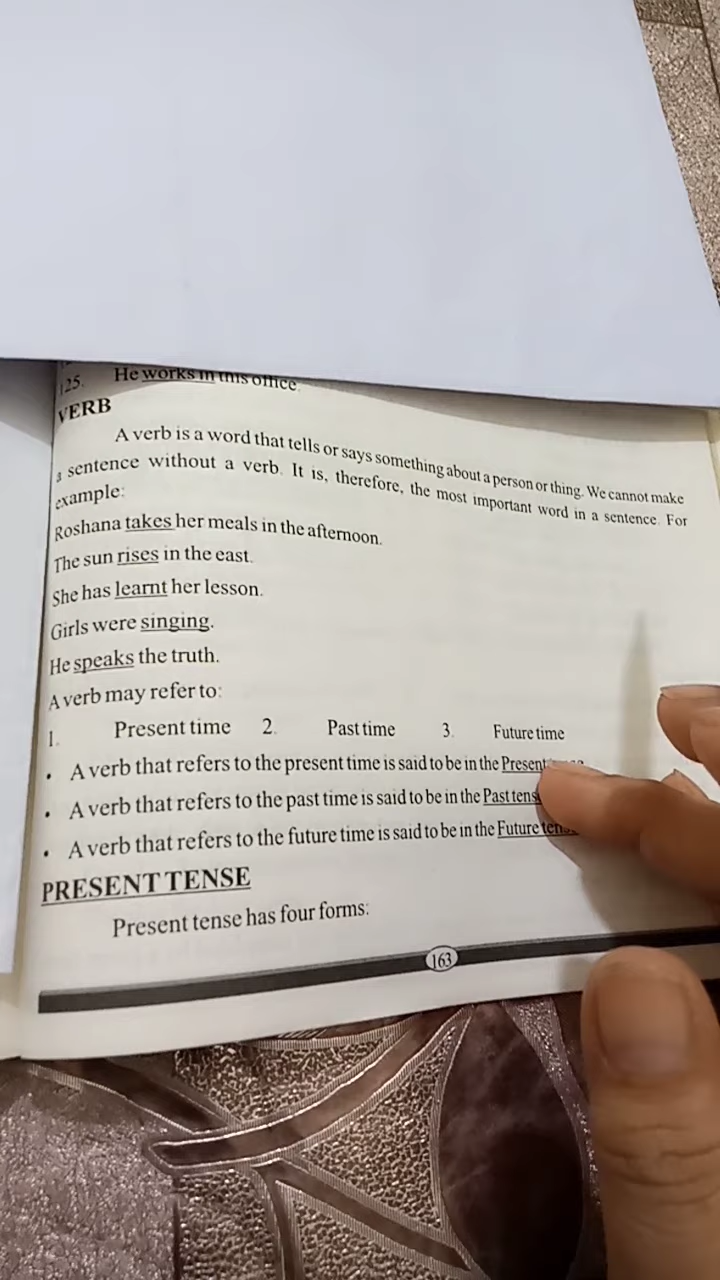 125. He works in this office.
VERB
A verb is a word that tells or says something about a person or thing. We cannot make
a sentence without a verb. It is, therefore, the most important word in a sentence. For
example:
Roshana takes her meals in the afternoon.
The sun rises in the east.
She has learnt her lesson.
Girls were singing.
He speaks the truth.
A verb may refer to:
1. Present time 2. Past time 3. Future time
• A verb that refers to the present time is said to be in the Present
• A verb that refers to the past time is said to be in the Past tens
• A verb that refers to the future time is said to be in the Future tens
PRESENT TENSE
Present tense has four forms:
163